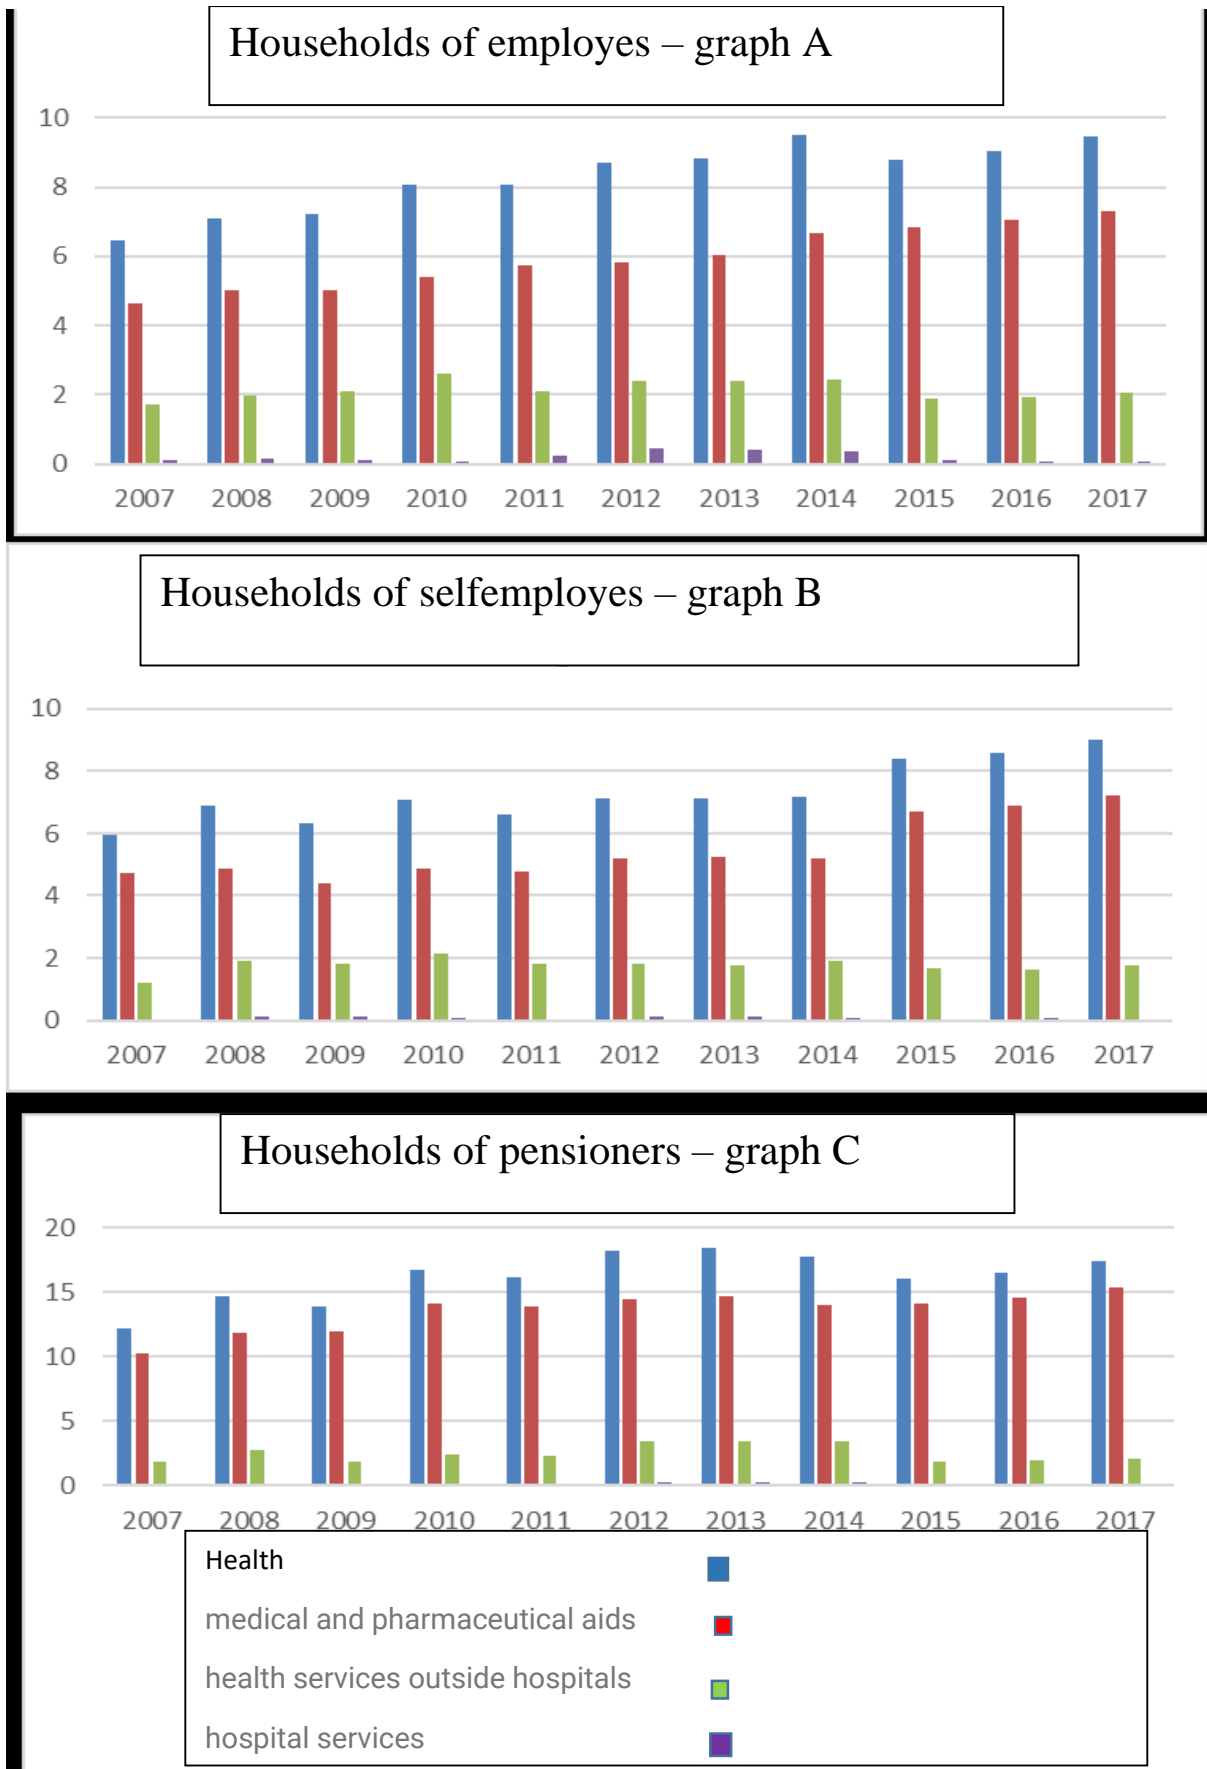 Households of employes – graph A
10
8
6
4
2
0
2007 2008 2009 2010 2011 2012 2013 2014 2015 2016 2017
Households of selfemployes – graph B
10
8
6
4
2
0
2007 2008 2009 2010 2011 2012 2013 2014 2015 2016 2017
Households of pensioners – graph C
20
15
10
5
0
2007 2008 2009 2010 2011 2012 2013 2014 2015 2016 2017
Health
medical and pharmaceutical aids
health services outside hospitals
hospital services